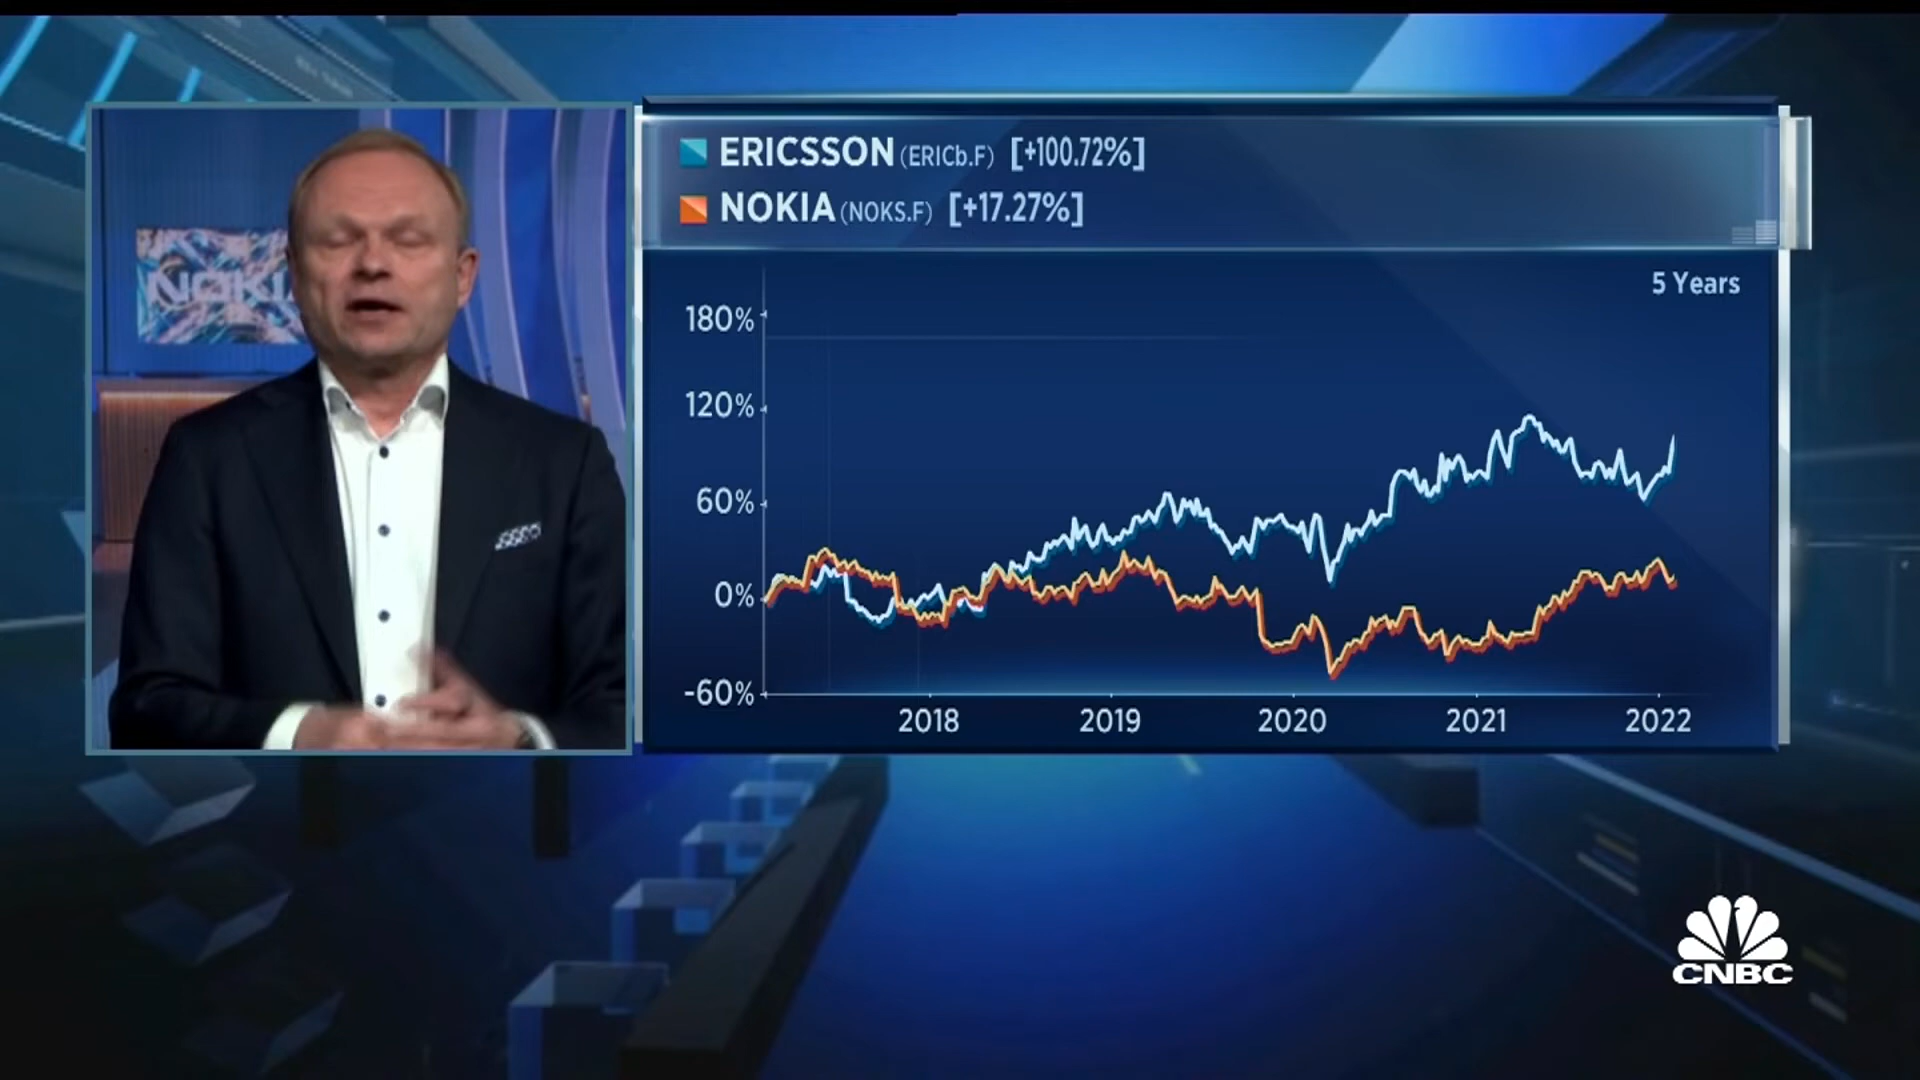 ERICSSON (ERICb.F) [+100.72%]
NOKIA (NOKS.F) [+17.27%]
5 Years
180%
120%
60%
0%
-60%
2018 2019 2020 2021 2022
NOKIA
CNBC